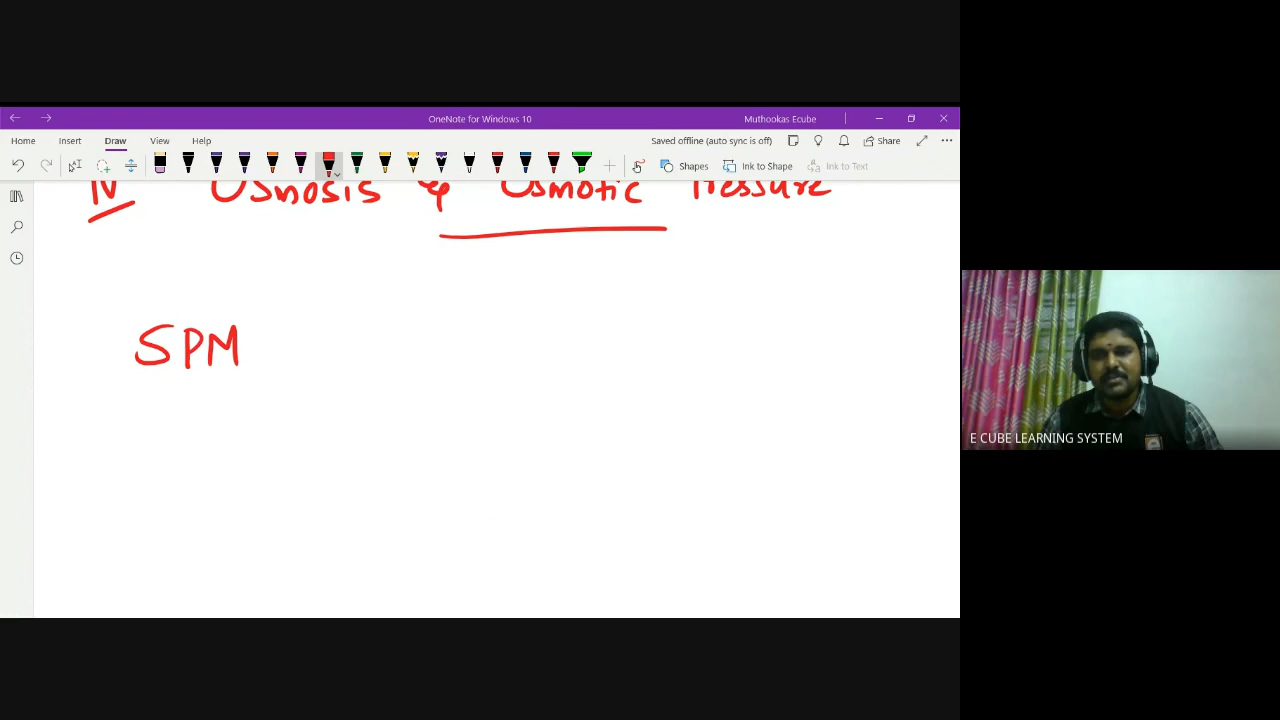 OneNote for Windows 10
Muthookas Ecube
Home Insert Draw View Help
Saved offline (auto sync is off)
Share
Shapes
Ink to Shape
Ink to Text
IV Osnosis & Osmotic Pressure
SPM
E CUBE LEARNING SYSTEM